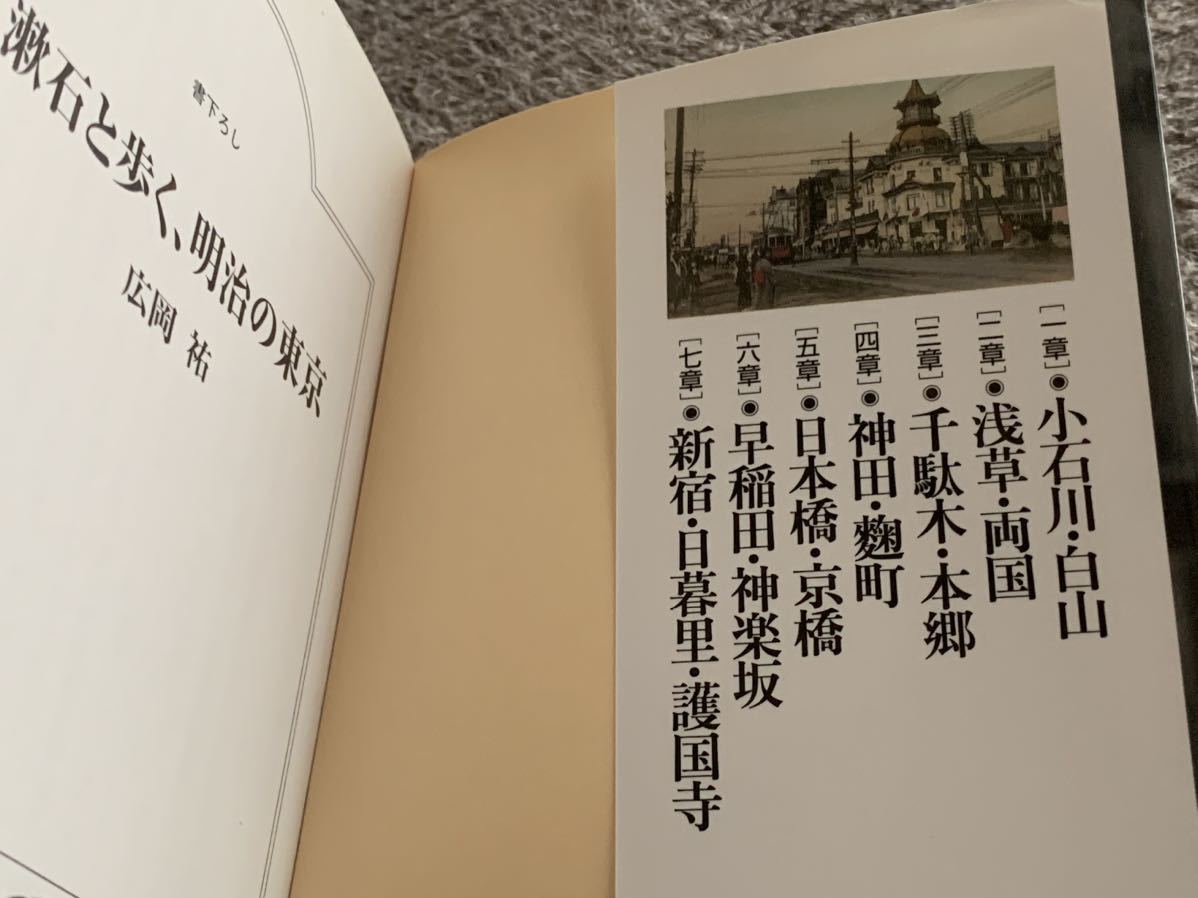 書下ろし
漱石と歩く、明治の東京
広岡 祐
[一章]◉小石川・白山
[二章]◉浅草・両国
[三章]◉千駄木・本郷
[四章]◉神田・麴町
[五章]◉日本橋・京橋
[六章]◉早稲田・神楽坂
[七章]◉新宿・日暮里・護国寺